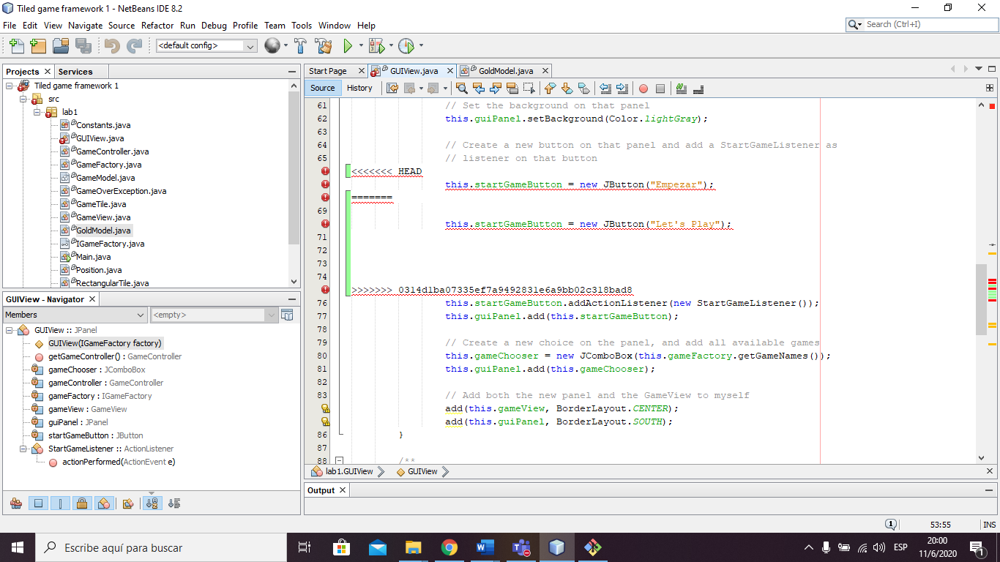 Tiled game framework 1 - NetBeans IDE 8.2
File Edit View Navigate Source Refactor Run Debug Profile Team Tools Window Help
Search (Ctrl+I)
<default config>
Projects Services
Tiled game framework 1
src
lab1
Constants.java
GUIView.java
GameController.java
GameFactory.java
GameModel.java
GameOverException.java
GameTile.java
GameView.java
GoldModel.java
IGameFactory.java
Main.java
Position.java
RectangularTile.java
GUIView - Navigator
Members <empty>
GUIView :: JPanel
GUIView(IGameFactory factory)
getGameController() : GameController
gameChooser : JComboBox
gameController : GameController
gameFactory : IGameFactory
gameView : GameView
guiPanel : JPanel
startGameButton : JButton
StartGameListener :: ActionListener
actionPerformed(ActionEvent e)
Start Page GUIView.java GoldModel.java
Source History
61 // Set the background on that panel
62 this.guiPanel.setBackground(Color.lightGray);
63
64 // Create a new button on that panel and add a StartGameListener as
65 // listener on that button
<<<<<<< HEAD
this.startGameButton = new JButton("Empezar");
=======
69
this.startGameButton = new JButton("Let's Play");
71
72
73
74
>>>>>>> 0314d1ba07335ef7a9492831e6a9bb02c318bad8
76 this.startGameButton.addActionListener(new StartGameListener());
77 this.guiPanel.add(this.startGameButton);
78
79 // Create a new choice on the panel, and add all available games
80 this.gameChooser = new JComboBox(this.gameFactory.getGameNames());
81 this.guiPanel.add(this.gameChooser);
82
83 // Add both the new panel and the GameView to myself
add(this.gameView, BorderLayout.CENTER);
add(this.guiPanel, BorderLayout.SOUTH);
86 }
87
88 /**
lab1.GUIView GUIView
Output
1 53:55 INS
Escribe aquí para buscar
ESP
20:00
11/6/2020
1